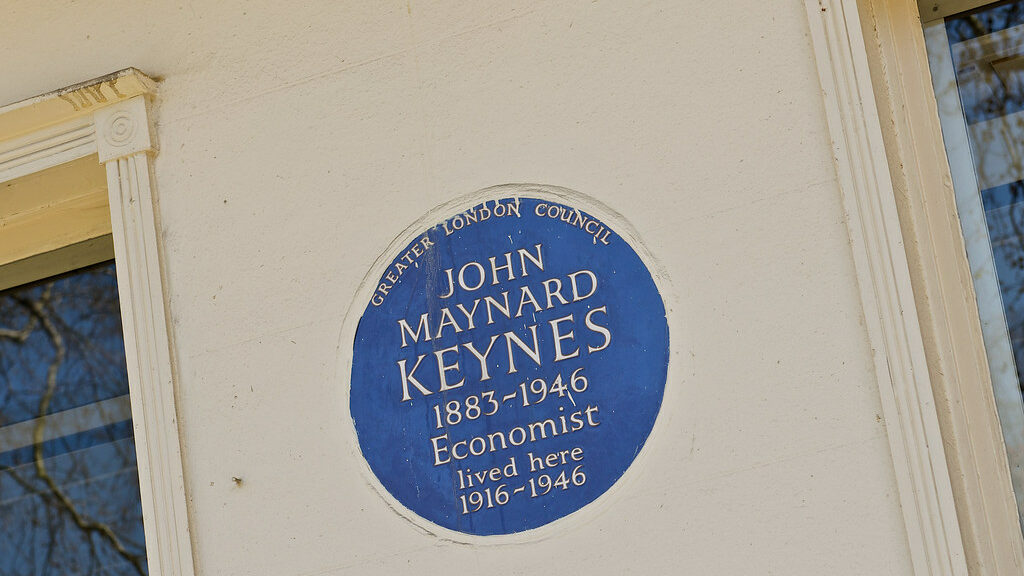 GREATER LONDON COUNCIL
JOHN
MAYNARD
KEYNES
1883~1946
Economist
lived here
1916~1946